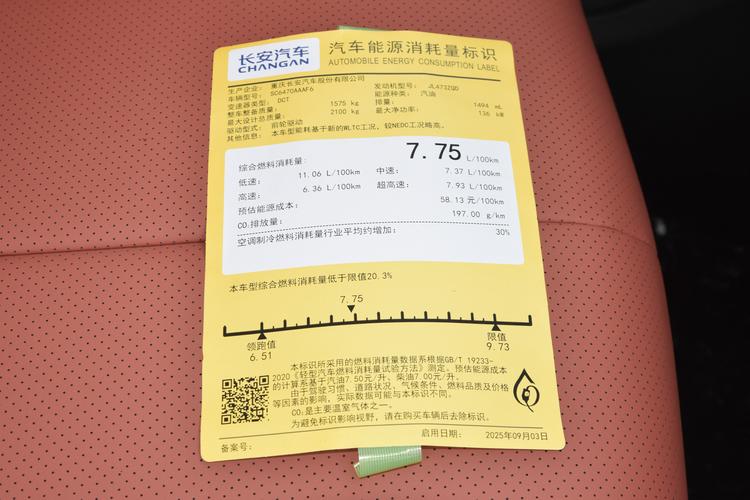 长安汽车
CHANGAN
汽车能源消耗量标识
AUTOMOBILE ENERGY CONSUMPTION LABEL
生产企业： 重庆长安汽车股份有限公司
车辆型号： SC6470AAAF6 发动机型号： JL473ZQD
变速器类型： DCT 能源种类： 汽油
整车整备质量： 1575 kg 排量： 1494 mL
最大设计总质量： 2100 kg 最大净功率： 136 kW
驱动型式： 前轮驱动
其他信息： 本车型能耗基于新的WLTC工况，较NEDC工况略高。
综合燃料消耗量： 7.75 L/100km
低速： 11.06 L/100km 中速： 7.37 L/100km
高速： 6.36 L/100km 超高速： 7.93 L/100km
预估能源成本： 58.13 元/100km
CO₂排放量： 197.00 g/km
空调制冷燃料消耗量行业平均约增加： 30%
本车型综合燃料消耗量低于限值20.3%
7.75
领跑值 限值
6.51 9.73
本标识所采用的燃料消耗量数据系根据GB/T 19233-
2020《轻型汽车燃料消耗量试验方法》测定。预估能源成本
的计算系基于汽油7.50元/升、柴油7.00元/升。
由于驾驶习惯、道路状况、气候条件、燃料品质及价格
等因素的影响，实际数据可能与本标识不同。
CO₂是主要温室气体之一。
为避免标识影响视野，请在购买车辆后去除标识。
备案号： 启用日期： 2025年09月03日